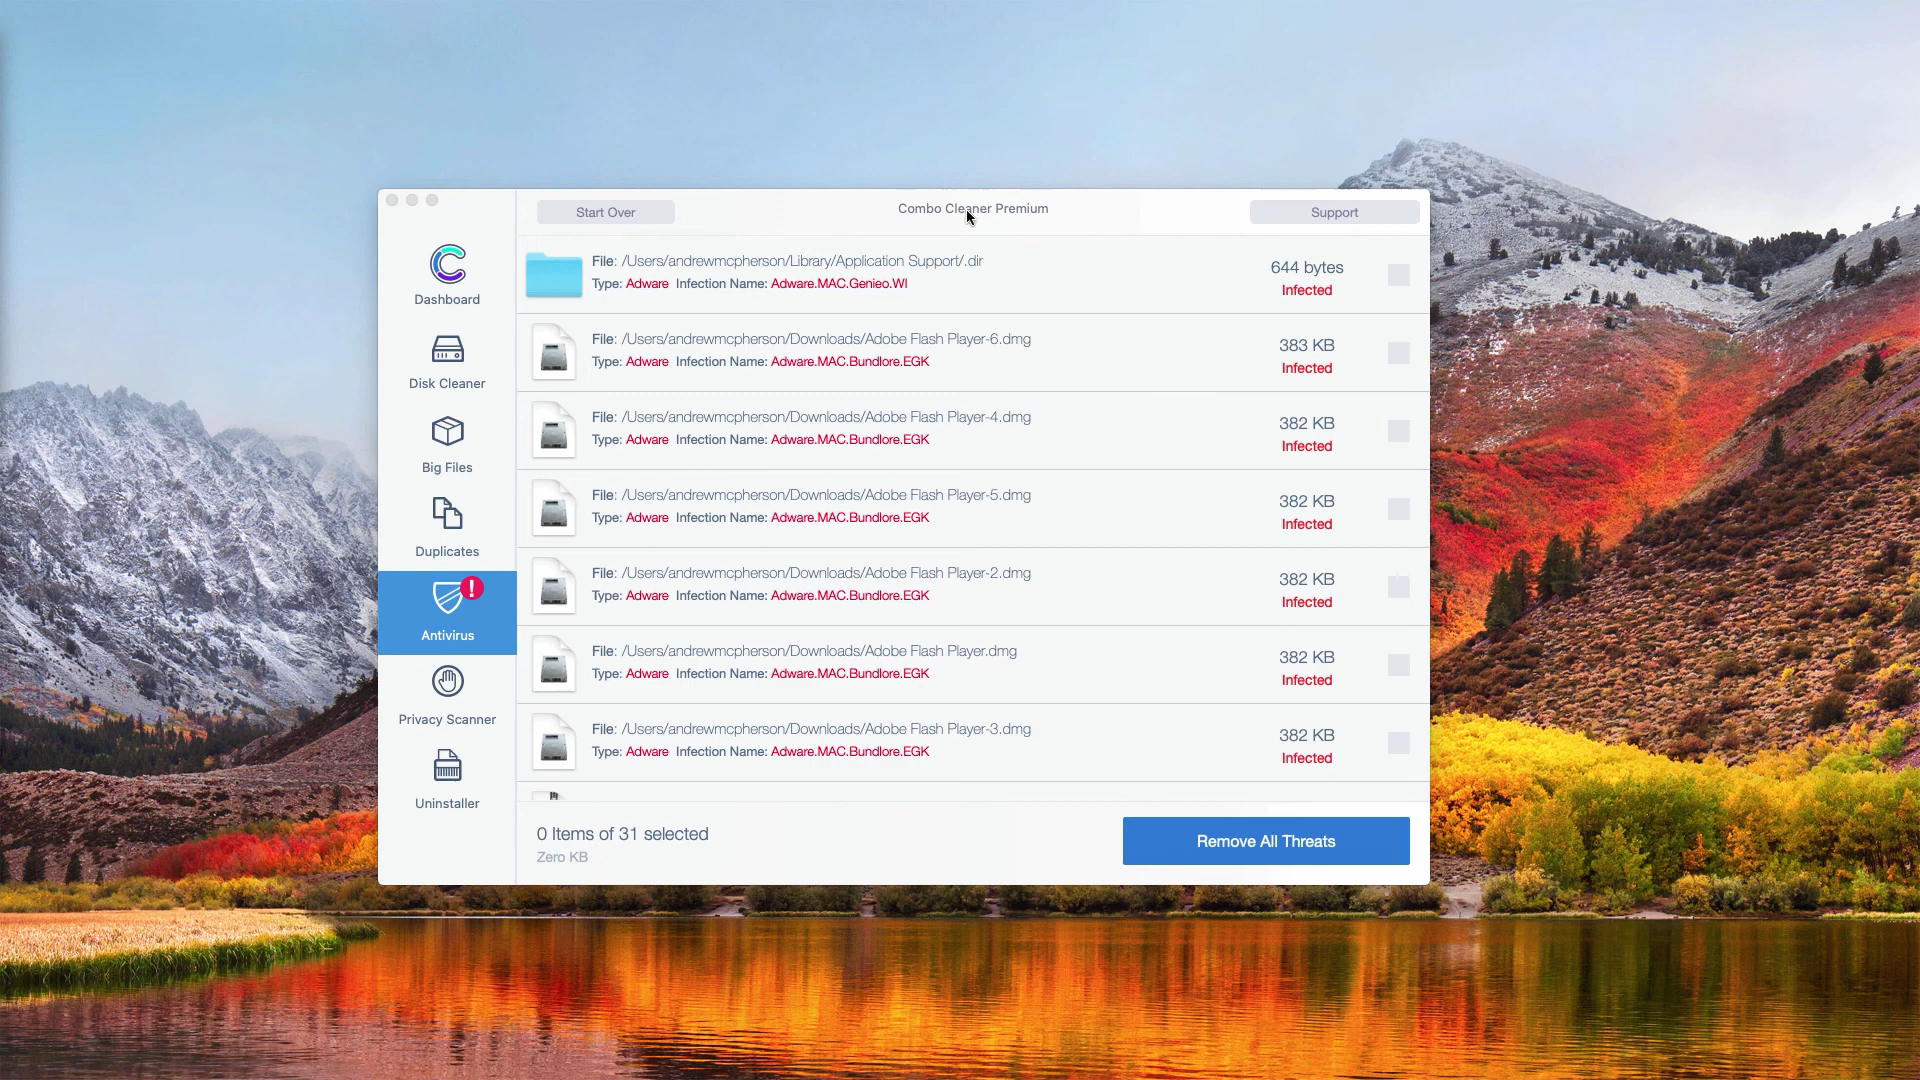 Start Over
Combo Cleaner Premium
Support
Dashboard
Disk Cleaner
Big Files
Duplicates
Antivirus
Privacy Scanner
Uninstaller
File: /Users/andrewmcpherson/Library/Application Support/.dir
Type: Adware Infection Name: Adware.MAC.Genieo.WI
644 bytes
Infected
File: /Users/andrewmcpherson/Downloads/Adobe Flash Player-6.dmg
Type: Adware Infection Name: Adware.MAC.Bundlore.EGK
383 KB
Infected
File: /Users/andrewmcpherson/Downloads/Adobe Flash Player-4.dmg
Type: Adware Infection Name: Adware.MAC.Bundlore.EGK
382 KB
Infected
File: /Users/andrewmcpherson/Downloads/Adobe Flash Player-5.dmg
Type: Adware Infection Name: Adware.MAC.Bundlore.EGK
382 KB
Infected
File: /Users/andrewmcpherson/Downloads/Adobe Flash Player-2.dmg
Type: Adware Infection Name: Adware.MAC.Bundlore.EGK
382 KB
Infected
File: /Users/andrewmcpherson/Downloads/Adobe Flash Player.dmg
Type: Adware Infection Name: Adware.MAC.Bundlore.EGK
382 KB
Infected
File: /Users/andrewmcpherson/Downloads/Adobe Flash Player-3.dmg
Type: Adware Infection Name: Adware.MAC.Bundlore.EGK
382 KB
Infected
0 Items of 31 selected
Zero KB
Remove All Threats